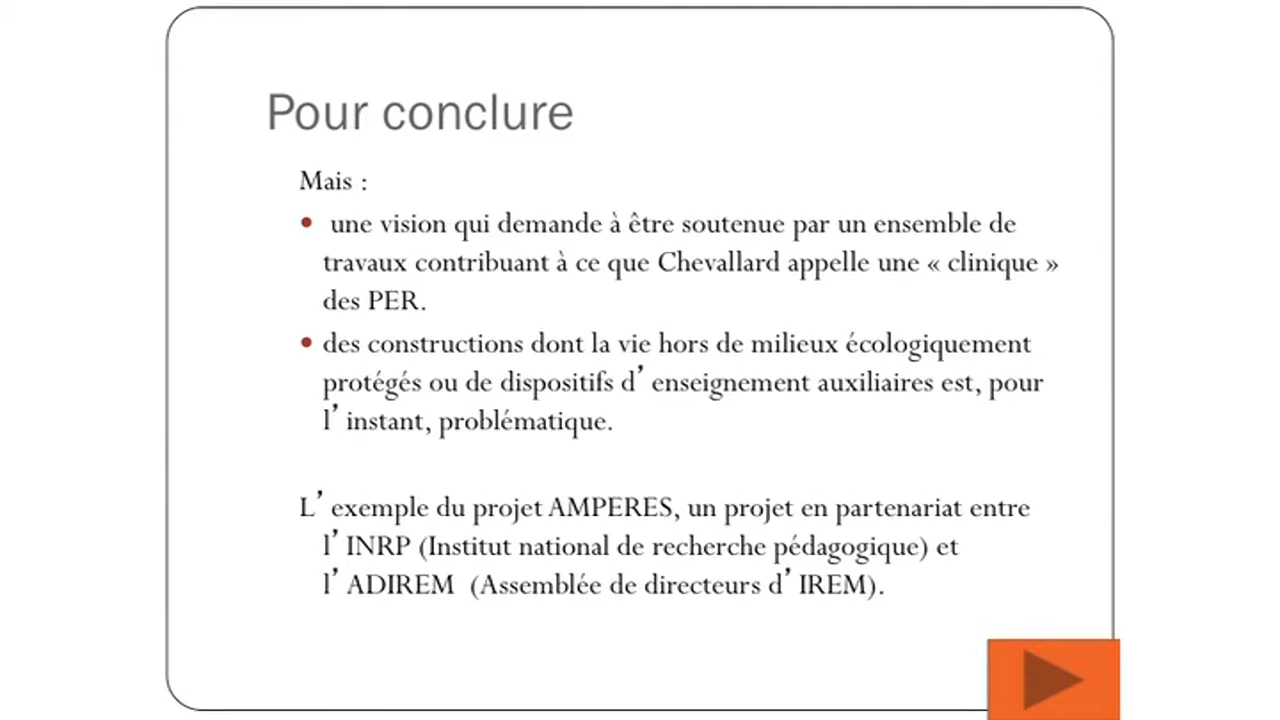 Pour conclure
Mais :
• une vision qui demande à être soutenue par un ensemble de
travaux contribuant à ce que Chevallard appelle une « clinique »
des PER.
• des constructions dont la vie hors de milieux écologiquement
protégés ou de dispositifs d’ enseignement auxiliaires est, pour
l’ instant, problématique.
L’ exemple du projet AMPERES, un projet en partenariat entre
l’ INRP (Institut national de recherche pédagogique) et
l’ ADIREM (Assemblée de directeurs d’ IREM).